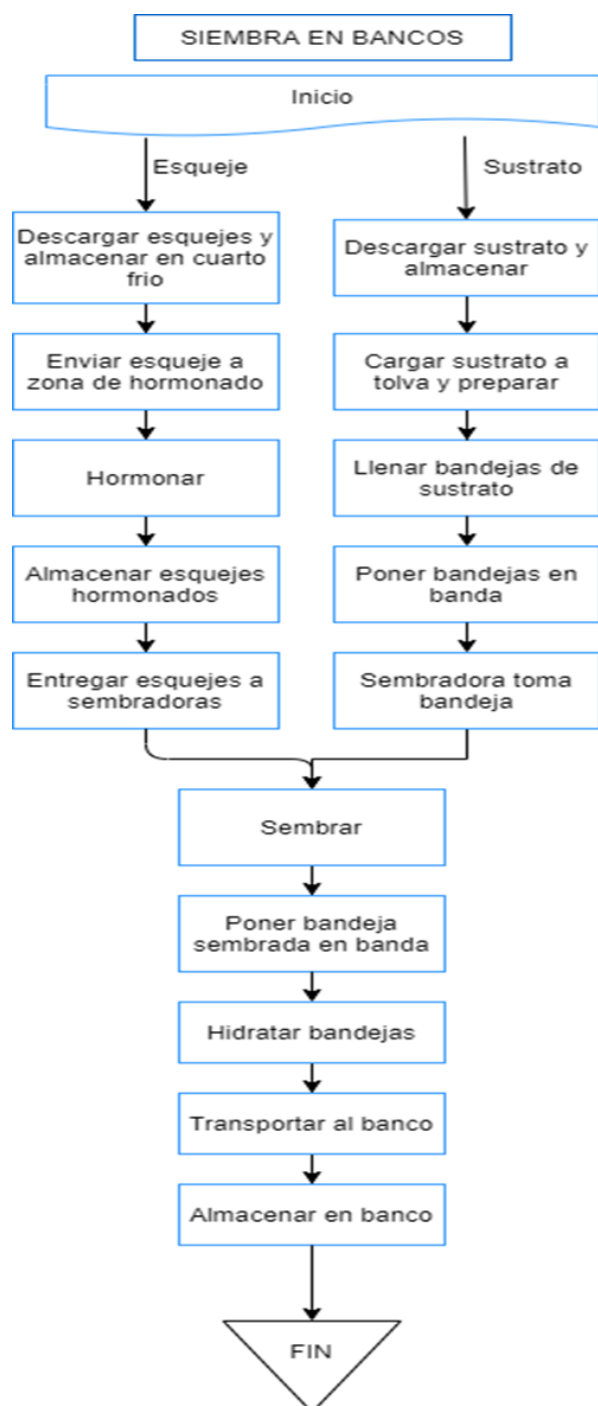 SIEMBRA EN BANCOS
Inicio
Esqueje
Sustrato
Descargar esquejes y
almacenar en cuarto
frio
Descargar sustrato y
almacenar
Enviar esqueje a
zona de hormonado
Cargar sustrato a
tolva y preparar
Hormonar
Llenar bandejas de
sustrato
Almacenar esquejes
hormonados
Poner bandejas en
banda
Entregar esquejes a
sembradoras
Sembradora toma
bandeja
Sembrar
Poner bandeja
sembrada en banda
Hidratar bandejas
Transportar al banco
Almacenar en banco
FIN